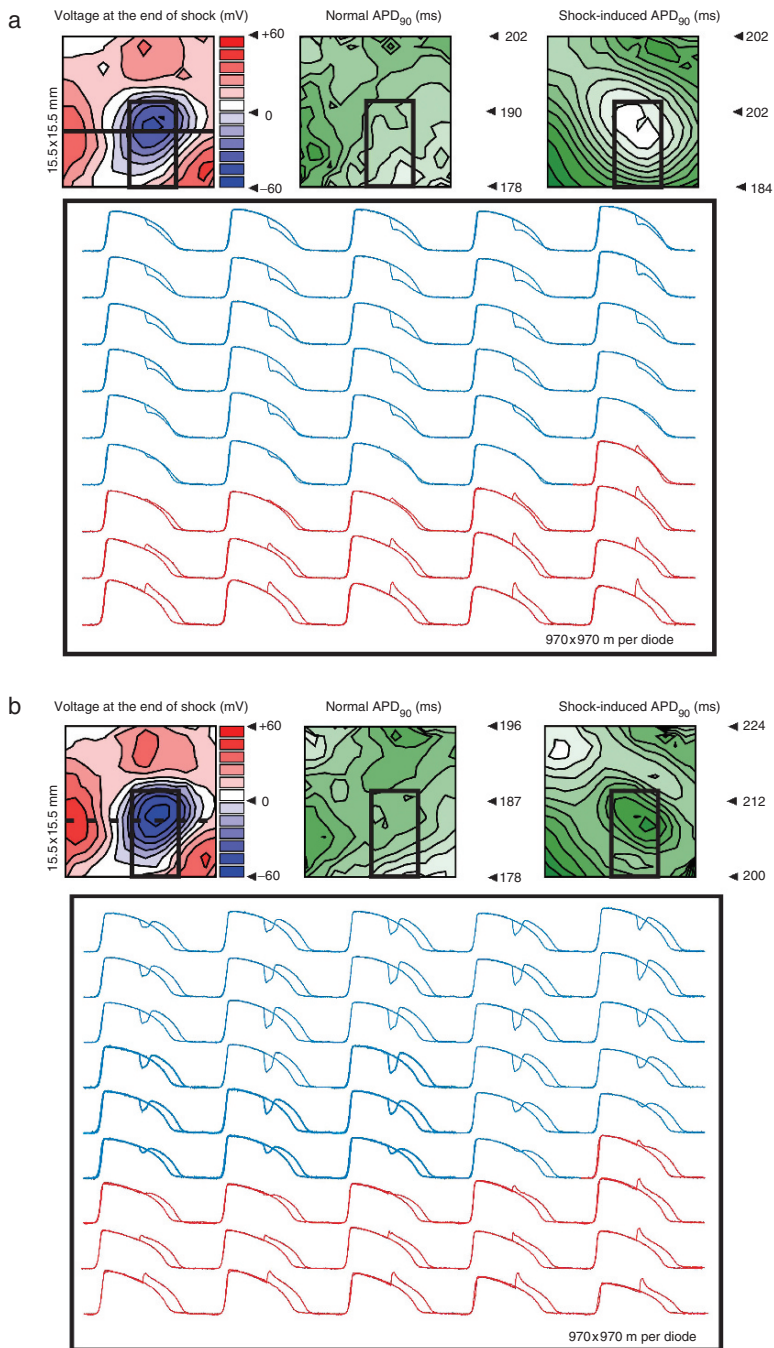 a
Voltage at the end of shock (mV)
Normal APD90 (ms)
Shock-induced APD90 (ms)
15.5x15.5 mm
+60
0
−60
202
190
178
202
202
184
970x970 m per diode
b
Voltage at the end of shock (mV)
Normal APD90 (ms)
Shock-induced APD90 (ms)
15.5x15.5 mm
+60
0
−60
196
187
178
224
212
200
970x970 m per diode